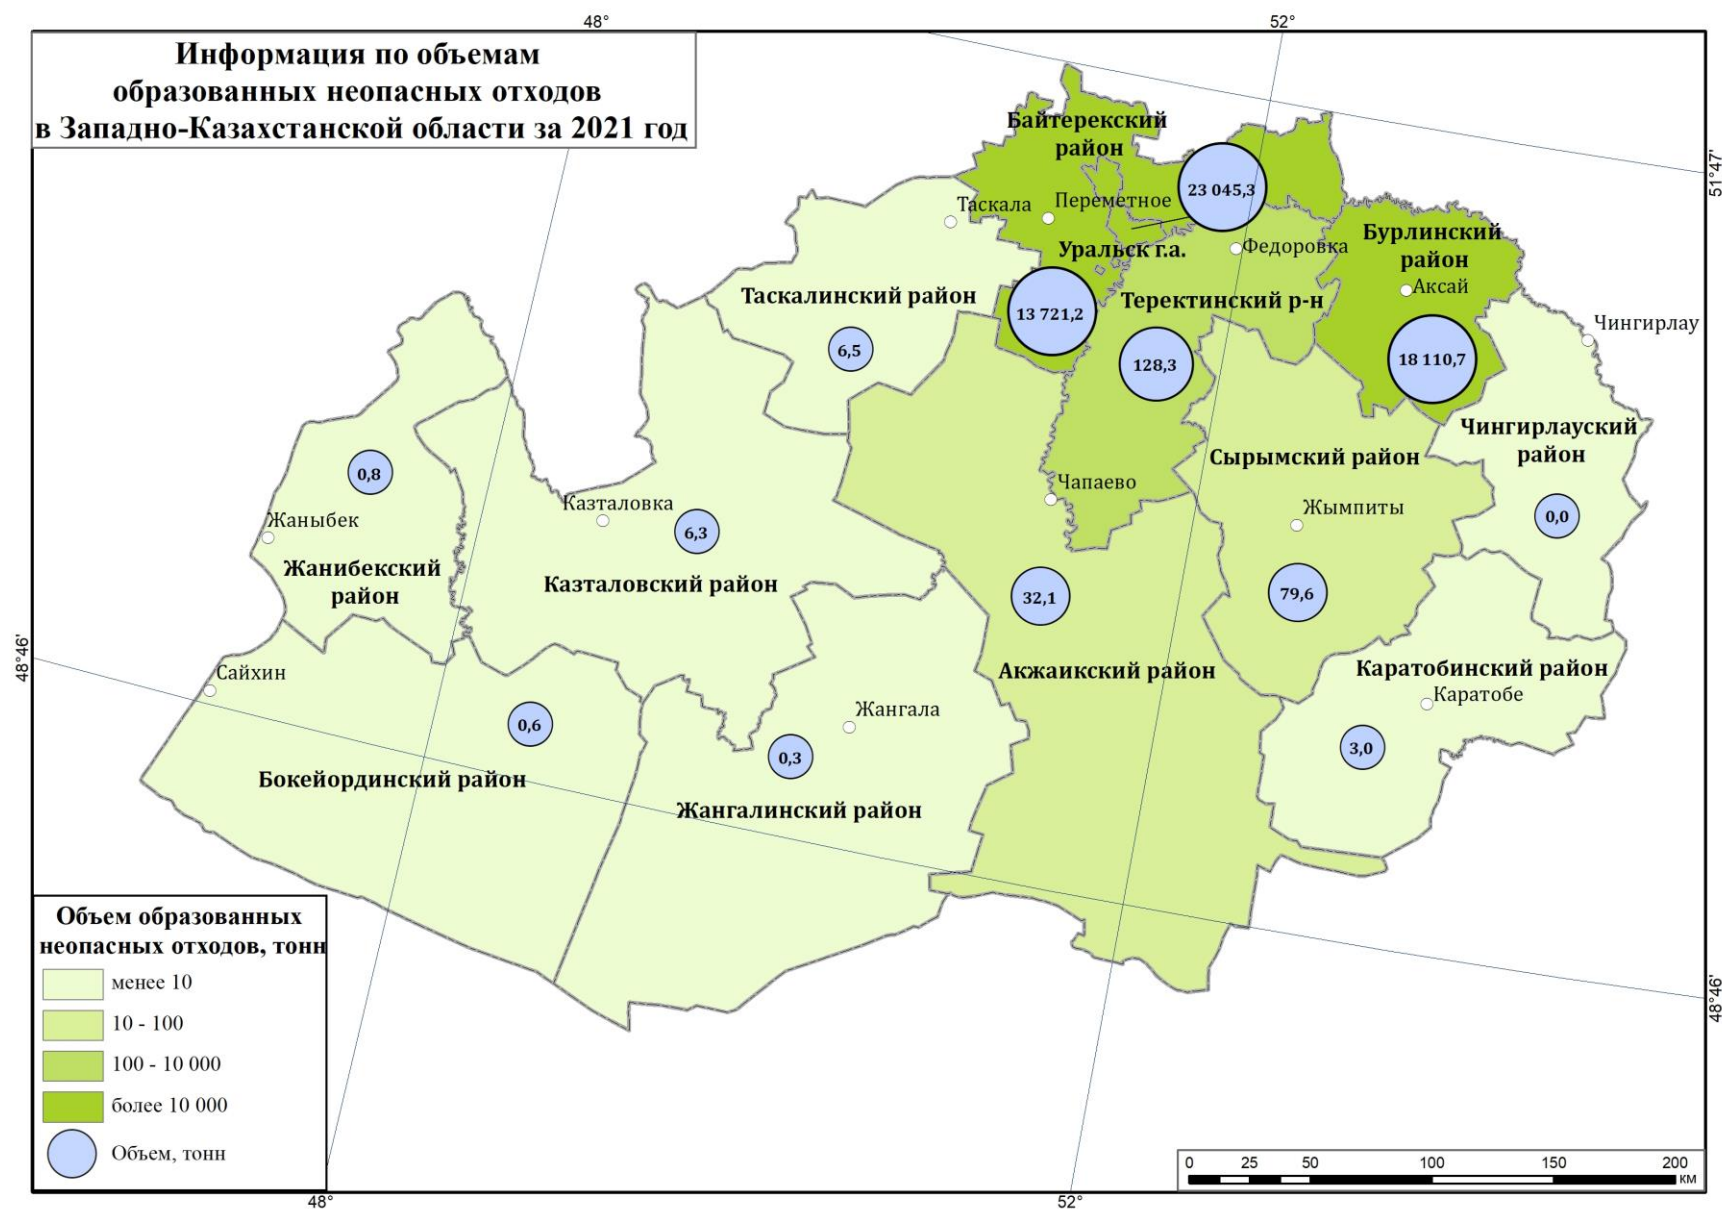 48°
52°
Информация по объемам
образованных неопасных отходов
в Западно-Казахстанской области за 2021 год
51°47'
Байтерекский
район
23 045,3
Таскала
Переметное
Уральск г.а.
Федоровка
Бурлинский
район
Аксай
Таскалинский район
Теректинский р-н
13 721,2
Чингирлау
6,5
128,3
18 110,7
Чингирлауский
район
Сырымский район
0,8
Чапаево
Казталовка
Жымпиты
0,0
Жаныбек
6,3
Жанибекский
район
Казталовский район
32,1
79,6
48°46'
Сайхин
Акжаикский район
Каратобинский район
Каратобе
0,6
Жангала
3,0
0,3
Бокейординский район
Жангалинский район
Объем образованных
неопасных отходов, тонн
менее 10
10 - 100
100 - 10 000
более 10 000
Объем, тонн
48°46'
0 25 50 100 150 200
км
48°
52°